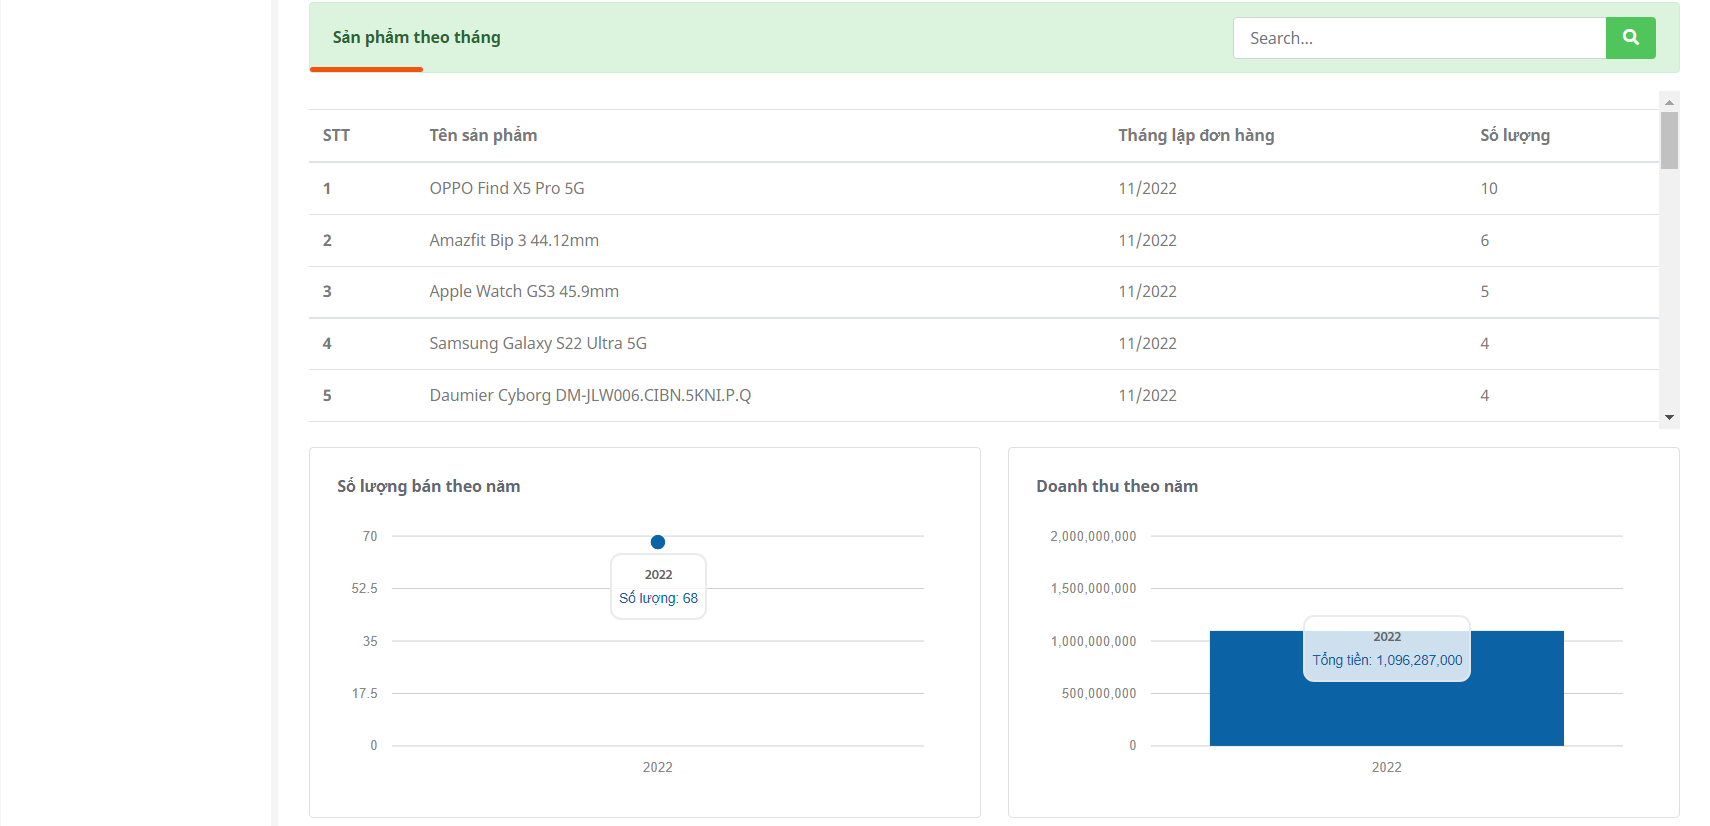 Sản phẩm theo tháng
Search...
STT Tên sản phẩm Tháng lập đơn hàng Số lượng
1 OPPO Find X5 Pro 5G 11/2022 10
2 Amazfit Bip 3 44.12mm 11/2022 6
3 Apple Watch GS3 45.9mm 11/2022 5
4 Samsung Galaxy S22 Ultra 5G 11/2022 4
5 Daumier Cyborg DM-JLW006.CIBN.5KNI.P.Q 11/2022 4
Số lượng bán theo năm
70
52.5
35
17.5
0
2022
Số lượng: 68
2022
Doanh thu theo năm
2,000,000,000
1,500,000,000
1,000,000,000
500,000,000
0
2022
Tổng tiền: 1,096,287,000
2022